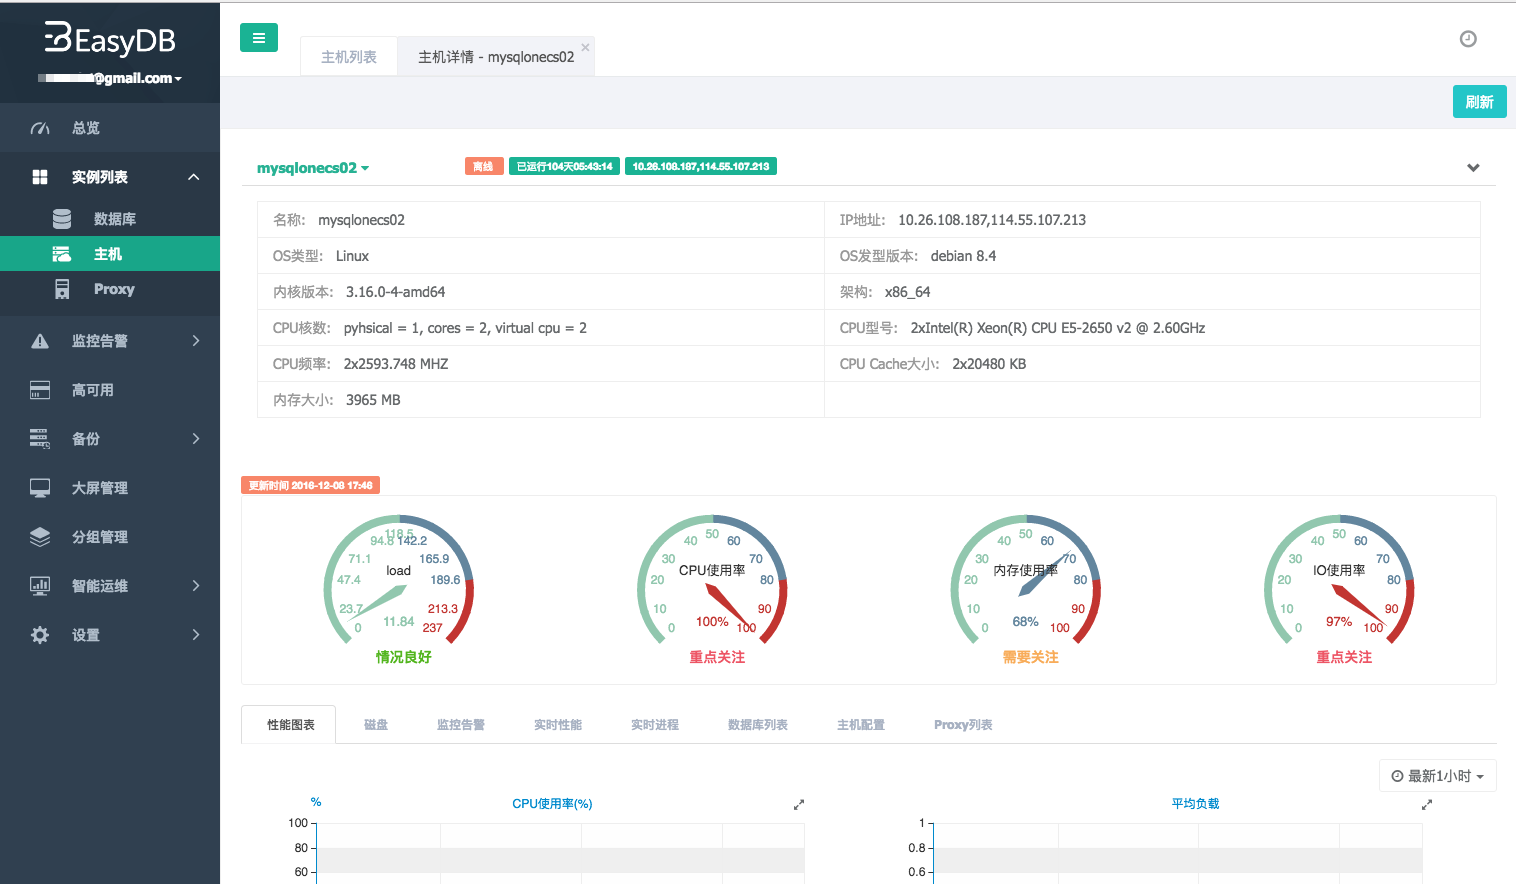 EasyDB
@gmail.com
总览
实例列表
数据库
主机
Proxy
监控告警
高可用
备份
大屏管理
分组管理
智能运维
设置
主机列表
主机详情 - mysqlonecs02
刷新
mysqlonecs02
离线
已运行104天05:43:14
10.26.108.187,114.55.107.213
名称: mysqlonecs02
IP地址: 10.26.108.187,114.55.107.213
OS类型: Linux
OS发型版本: debian 8.4
内核版本: 3.16.0-4-amd64
架构: x86_64
CPU核数: pyhsical = 1, cores = 2, virtual cpu = 2
CPU型号: 2xIntel(R) Xeon(R) CPU E5-2650 v2 @ 2.60GHz
CPU频率: 2x2593.748 MHZ
CPU Cache大小: 2x20480 KB
内存大小: 3965 MB
更新时间 2016-12-08 17:46
0
23.7
47.4
71.1
94.8
118.5
142.2
165.9
189.6
213.3
237
load
11.84
情况良好
0
10
20
30
40
50
60
70
80
90
100
CPU使用率
100%
重点关注
0
10
20
30
40
50
60
70
80
90
100
内存使用率
68%
需要关注
0
10
20
30
40
50
60
70
80
90
100
IO使用率
97%
重点关注
性能图表
磁盘
监控告警
实时性能
实时进程
数据库列表
主机配置
Proxy列表
最新1小时
%
CPU使用率(%)
100
80
60
平均负载
1
0.8
0.6